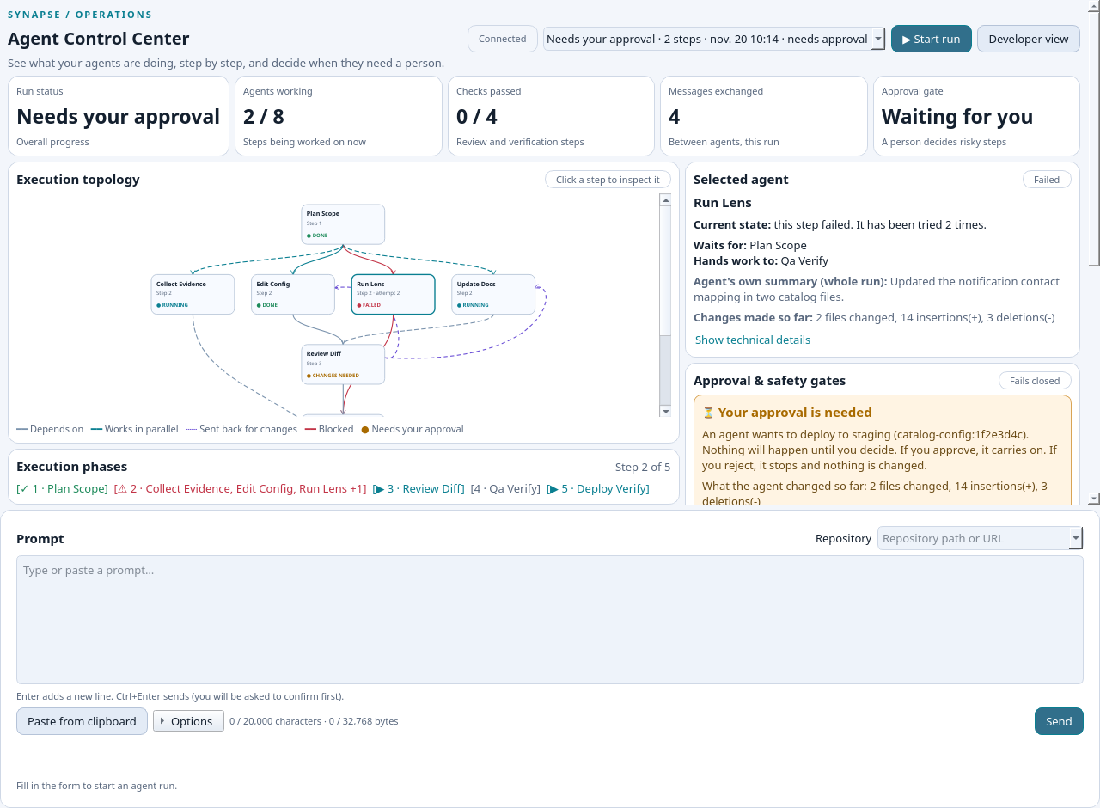 SYNAPSE / OPERATIONS
Agent Control Center
Connected
Needs your approval · 2 steps · nov. 20 10:14 · needs approval
▶ Start run
Developer view
See what your agents are doing, step by step, and decide when they need a person.
Run status
Needs your approval
Overall progress
Agents working
2 / 8
Steps being worked on now
Checks passed
0 / 4
Review and verification steps
Messages exchanged
4
Between agents, this run
Approval gate
Waiting for you
A person decides risky steps
Execution topology
Click a step to inspect it
Plan Scope
Step 1
● DONE
Collect Evidence
Step 2
● RUNNING
Edit Config
Step 2
● DONE
Run Lens
Step 2 · attempt 2
● FAILED
Update Docs
Step 2
● RUNNING
Review Diff
Step 3
● CHANGES NEEDED
Depends on
Works in parallel
Sent back for changes
Blocked
Needs your approval
Execution phases
Step 2 of 5
[✓ 1 · Plan Scope] [⚠ 2 · Collect Evidence, Edit Config, Run Lens +1] [▶ 3 · Review Diff] [4 · Qa Verify] [▶ 5 · Deploy Verify]
Selected agent
Failed
Run Lens
Current state: this step failed. It has been tried 2 times.
Waits for: Plan Scope
Hands work to: Qa Verify
Agent's own summary (whole run): Updated the notification contact
mapping in two catalog files.
Changes made so far: 2 files changed, 14 insertions(+), 3 deletions(-)
Show technical details
Approval & safety gates
Fails closed
⏳ Your approval is needed
An agent wants to deploy to staging (catalog-config:1f2e3d4c).
Nothing will happen until you decide. If you approve, it carries on. If
you reject, it stops and nothing is changed.
What the agent changed so far: 2 files changed, 14 insertions(+), 3
deletions(-)
Prompt
Repository
Repository path or URL
Type or paste a prompt...
Enter adds a new line. Ctrl+Enter sends (you will be asked to confirm first).
Paste from clipboard
Options
0 / 20.000 characters · 0 / 32.768 bytes
Send
Fill in the form to start an agent run.